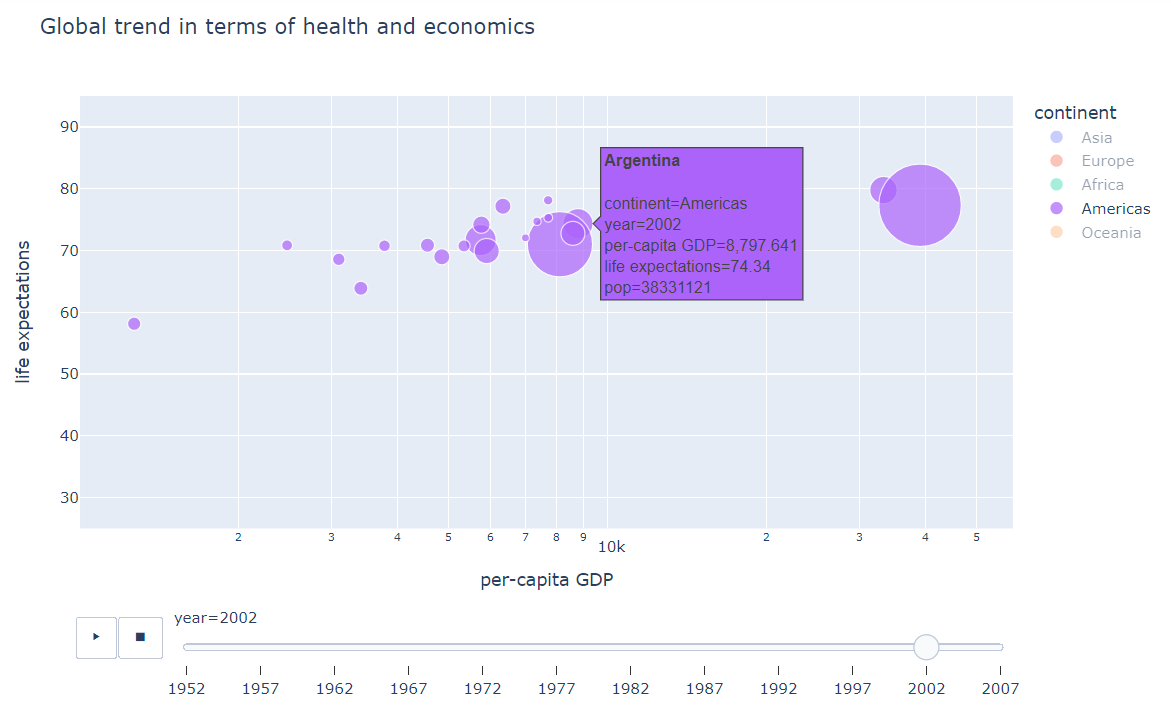 Global trend in terms of health and economics
continent
Asia
Europe
Africa
Americas
Oceania
life expectations
90
80
70
60
50
40
30
Argentina
continent=Americas
year=2002
per-capita GDP=8,797.641
life expectations=74.34
pop=38331121
2 3 4 5 6 7 8 9 10k 2 3 4 5
per-capita GDP
year=2002
1952 1957 1962 1967 1972 1977 1982 1987 1992 1997 2002 2007